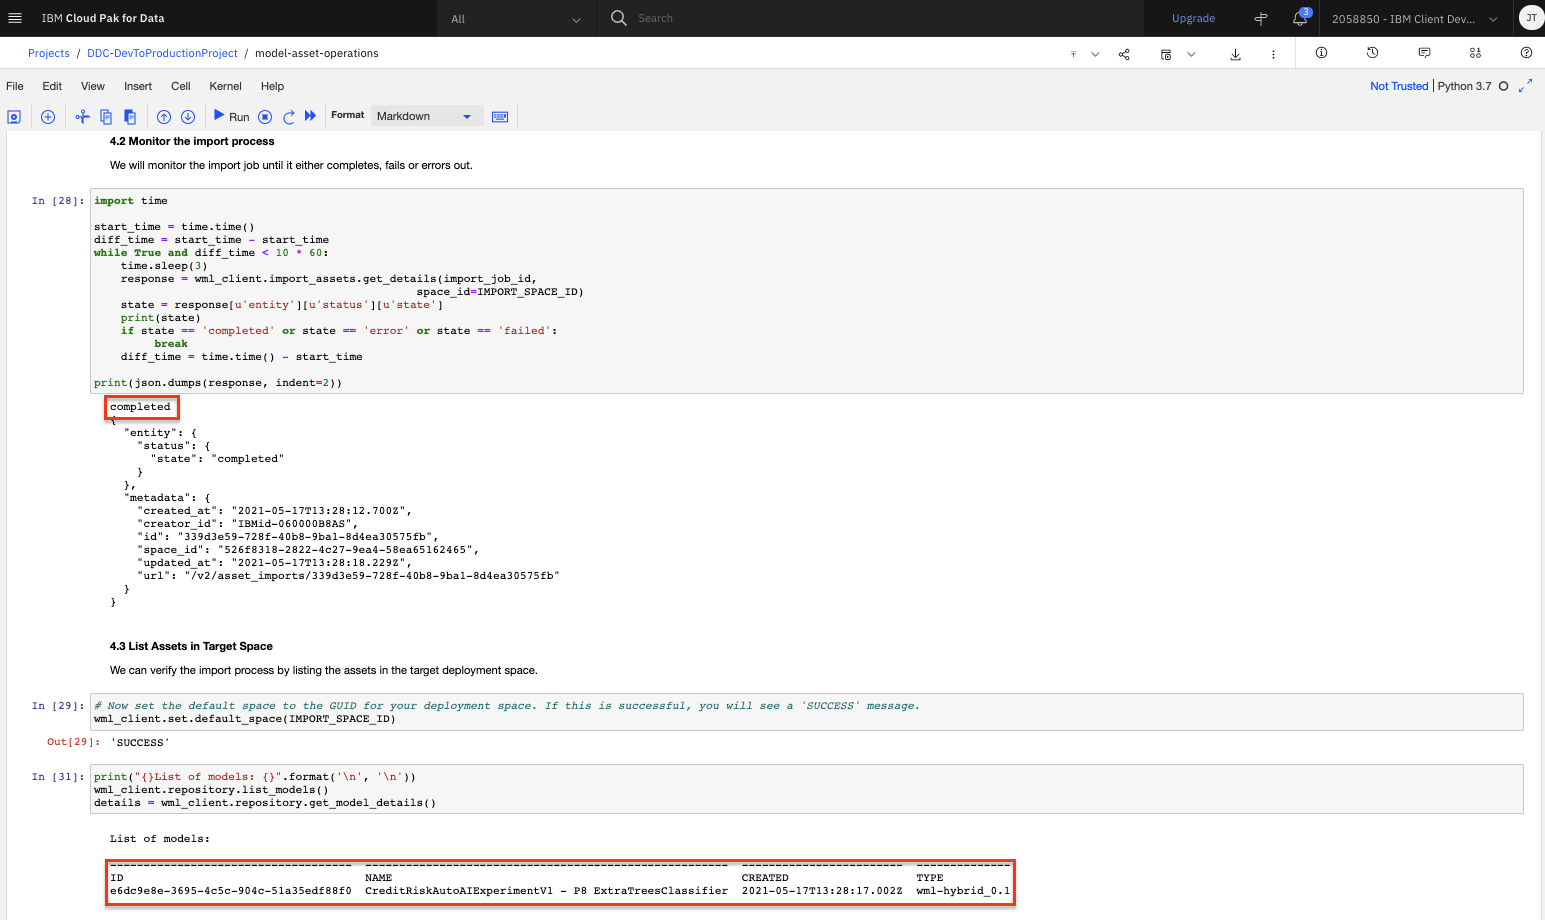 IBM Cloud Pak for Data
All
Search
Upgrade
3
2058850 - IBM Client Dev...
JT
Projects / DDC-DevToProductionProject / model-asset-operations
File Edit View Insert Cell Kernel Help
Not Trusted | Python 3.7
Run
Format
Markdown
4.2 Monitor the import process
We will monitor the import job until it either completes, fails or errors out.
In [28]:
import time
start_time = time.time()
diff_time = start_time - start_time
while True and diff_time < 10 * 60:
    time.sleep(3)
    response = wml_client.import_assets.get_details(import_job_id,
                                                space_id=IMPORT_SPACE_ID)
    state = response[u'entity'][u'status'][u'state']
    print(state)
    if state == 'completed' or state == 'error' or state == 'failed':
         break
    diff_time = time.time() - start_time
print(json.dumps(response, indent=2))
completed
{
  "entity": {
    "status": {
      "state": "completed"
    }
  },
  "metadata": {
    "created_at": "2021-05-17T13:28:12.700Z",
    "creator_id": "IBMid-060000B8AS",
    "id": "339d3e59-728f-40b8-9ba1-8d4ea30575fb",
    "space_id": "526f8318-2822-4c27-9ea4-58ea65162465",
    "updated_at": "2021-05-17T13:28:18.229Z",
    "url": "/v2/asset_imports/339d3e59-728f-40b8-9ba1-8d4ea30575fb"
  }
}
4.3 List Assets in Target Space
We can verify the import process by listing the assets in the target deployment space.
In [29]:
# Now set the default space to the GUID for your deployment space. If this is successful, you will see a 'SUCCESS' message.
wml_client.set.default_space(IMPORT_SPACE_ID)
Out[29]: 'SUCCESS'
In [31]:
print("{}List of models: {}".format('\n', '\n'))
wml_client.repository.list_models()
details = wml_client.repository.get_model_details()
List of models:
------------------------------------  ------------------------------------------------------  ------------------------  --------------
ID NAME CREATED TYPE
e6dc9e8e-3695-4c5c-904c-51a35edf88f0 CreditRiskAutoAIExperimentV1 - P8 ExtraTreesClassifier 2021-05-17T13:28:17.002Z wml-hybrid_0.1